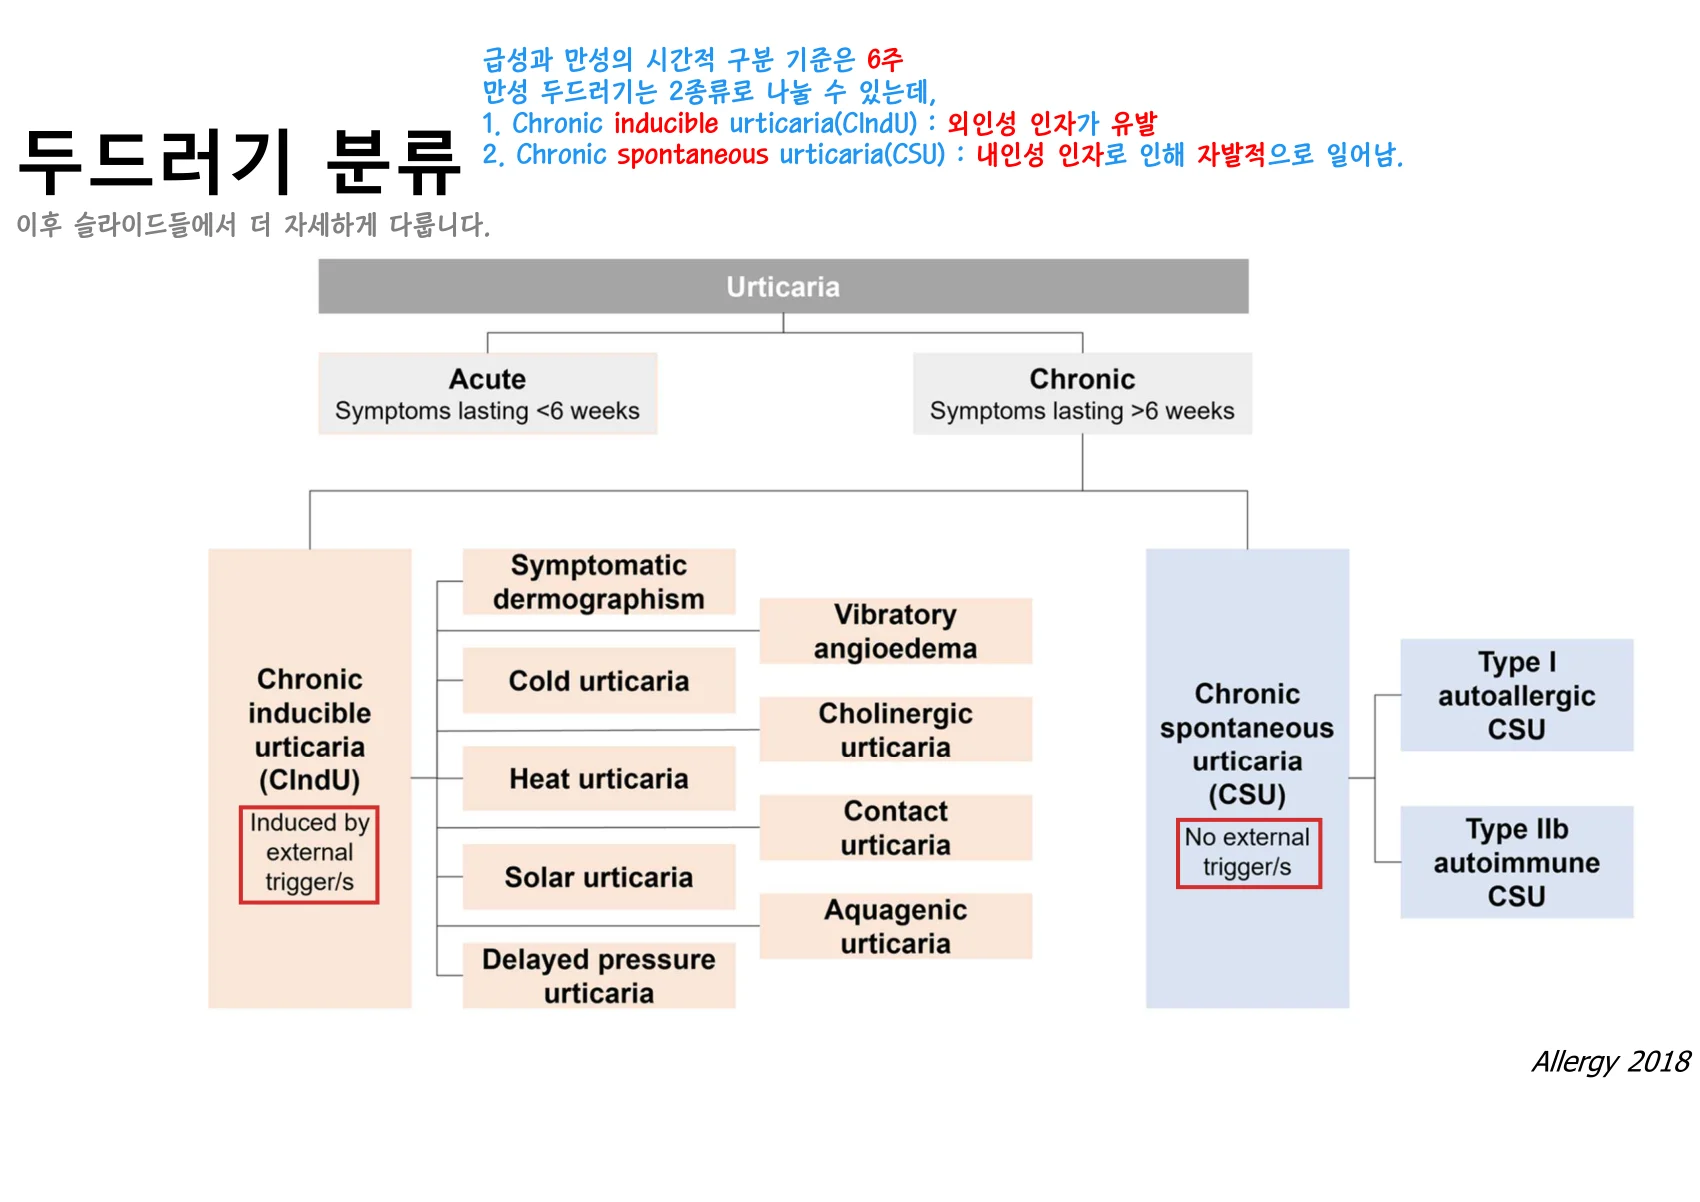 급성과 만성의 시간적 구분 기준은 6주
만성 두드러기는 2종류로 나눌 수 있는데,
1. Chronic inducible urticaria(CIndU) : 외인성 인자가 유발
2. Chronic spontaneous urticaria(CSU) : 내인성 인자로 인해 자발적으로 일어남.
두드러기 분류
이후 슬라이드들에서 더 자세하게 다룹니다.
Urticaria
Acute
Symptoms lasting <6 weeks
Chronic
Symptoms lasting >6 weeks
Chronic
inducible
urticaria
(CIndU)
Induced by
external
trigger/s
Symptomatic
dermographism
Vibratory
angioedema
Cold urticaria
Cholinergic
urticaria
Heat urticaria
Contact
urticaria
Solar urticaria
Aquagenic
urticaria
Delayed pressure
urticaria
Chronic
spontaneous
urticaria
(CSU)
No external
trigger/s
Type I
autoallergic
CSU
Type IIb
autoimmune
CSU
Allergy 2018